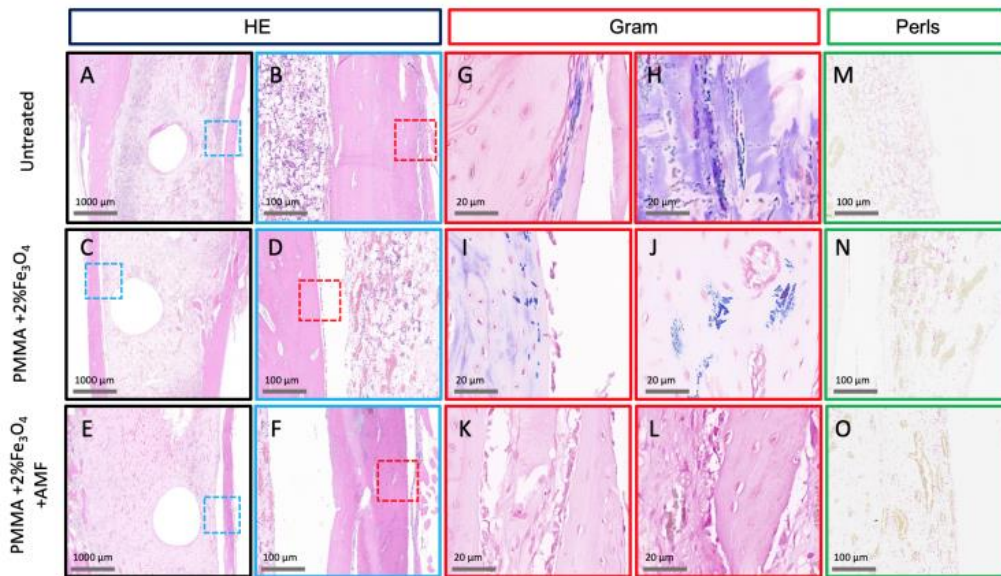 HE Gram Perls
Untreated
A B G H M
1000 µm 100 µm 20 µm 20 µm 100 µm
PMMA +2%Fe₃O₄
C D I J N
1000 µm 100 µm 20 µm 20 µm 100 µm
PMMA +2%Fe₃O₄
+AMF
E F K L O
1000 µm 100 µm 20 µm 20 µm 100 µm